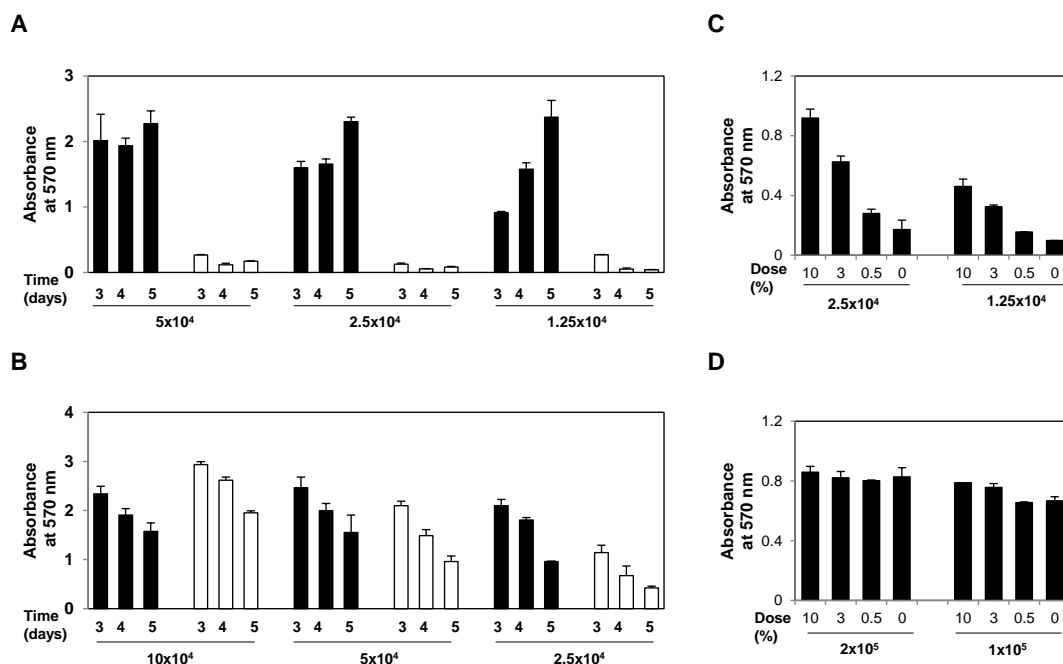 A
Absorbance
at 570 nm
3
2
1
0
Time
(days)
3 4 5 3 4 5 3 4 5 3 4 5 3 4 5 3 4 5
5x10⁴ 2.5x10⁴ 1.25x10⁴
B
Absorbance
at 570 nm
4
3
2
1
0
Time
(days)
3 4 5 3 4 5 3 4 5 3 4 5 3 4 5 3 4 5
10x10⁴ 5x10⁴ 2.5x10⁴
C
Absorbance
at 570 nm
1.2
0.8
0.4
0
Dose
(%)
10 3 0.5 0 10 3 0.5 0
2.5x10⁴ 1.25x10⁴
D
Absorbance
at 570 nm
1.2
0.8
0.4
0
Dose
(%)
10 3 0.5 0 10 3 0.5 0
2x10⁵ 1x10⁵